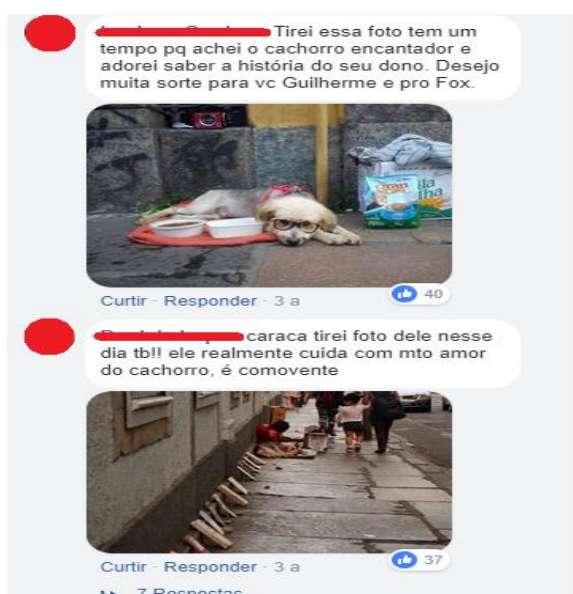 Tirei essa foto tem um
tempo pq achei o cachorro encantador e
adorei saber a história do seu dono. Desejo
muita sorte para vc Guilherme e pro Fox.
Curtir · Responder · 3 a
40
caraca tirei foto dele nesse
dia tb!! ele realmente cuida com mto amor
do cachorro, é comovente
Curtir · Responder · 3 a
37
7 Respostas